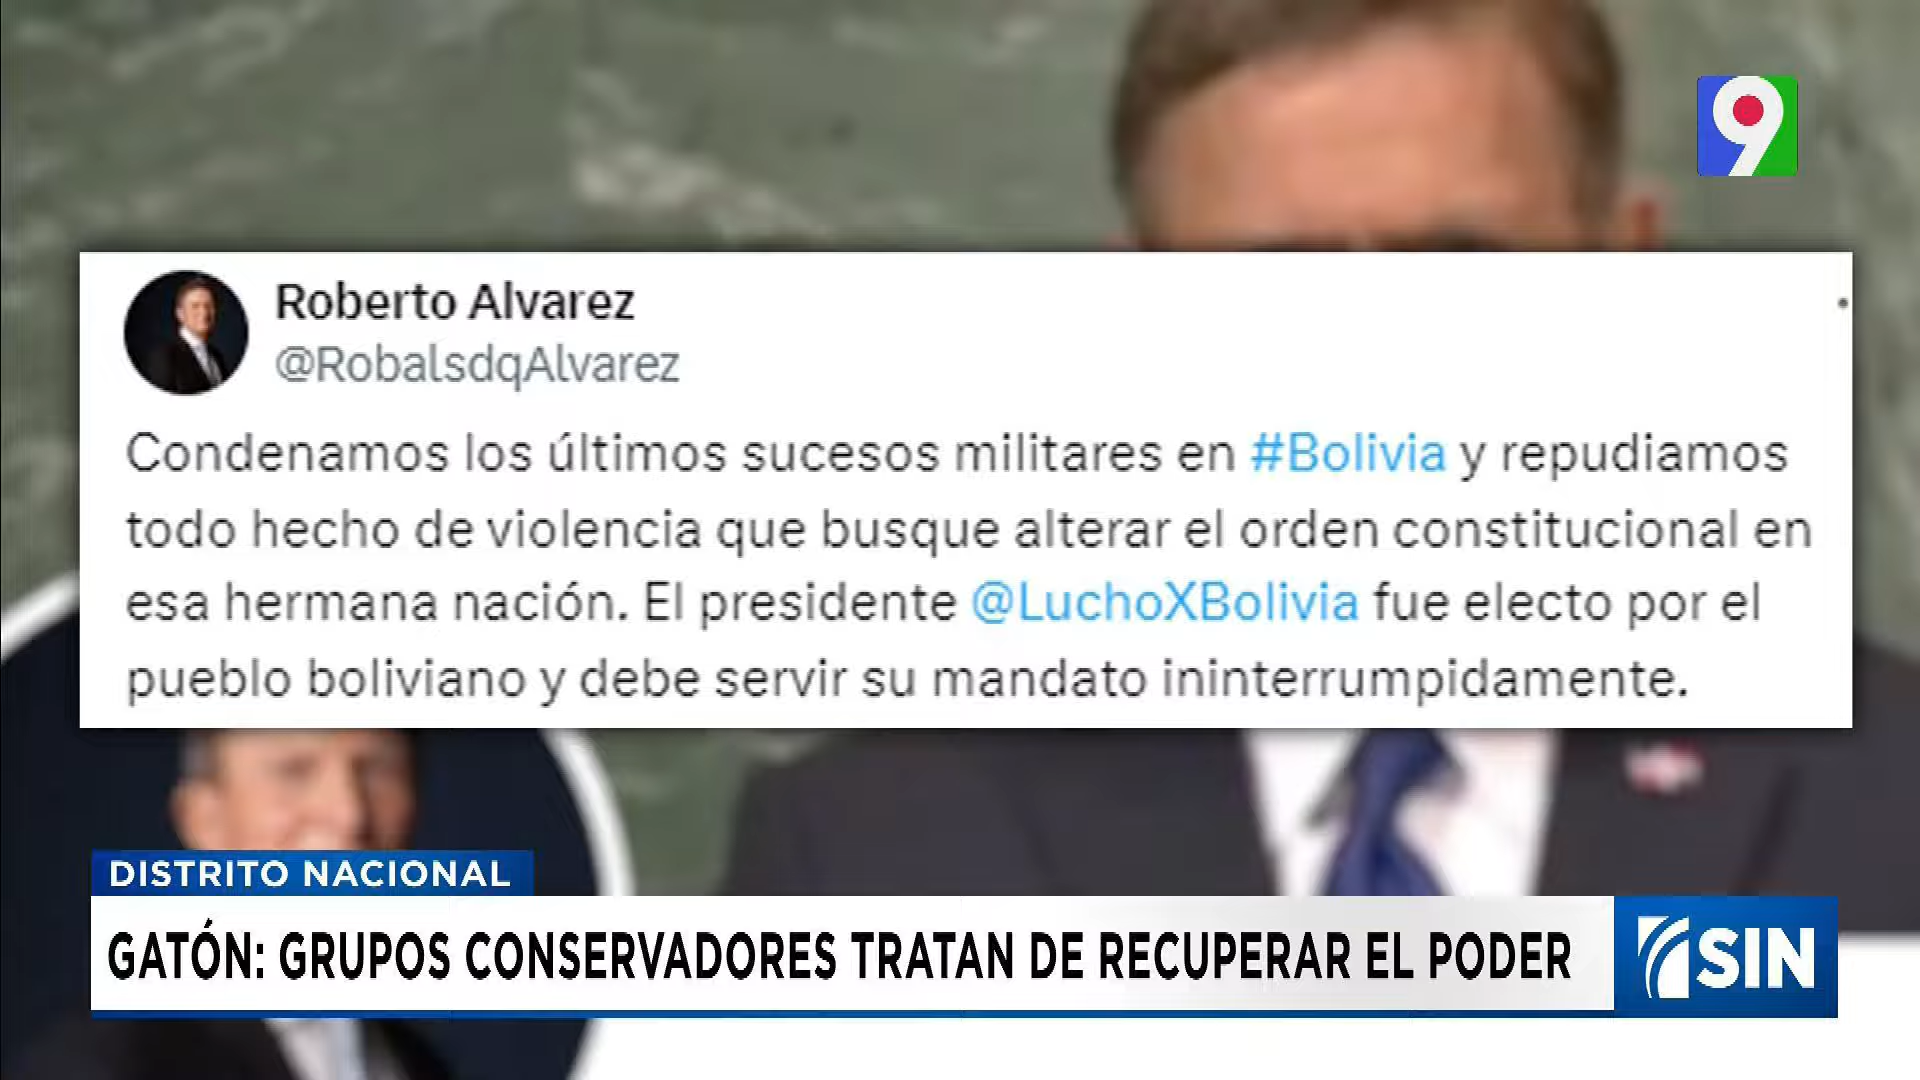 9
Roberto Alvarez
@RobalsdqAlvarez
Condenamos los últimos sucesos militares en #Bolivia y repudiamos
todo hecho de violencia que busque alterar el orden constitucional en
esa hermana nación. El presidente @LuchoXBolivia fue electo por el
pueblo boliviano y debe servir su mandato ininterrumpidamente.
DISTRITO NACIONAL
GATÓN: GRUPOS CONSERVADORES TRATAN DE RECUPERAR EL PODER
SIN